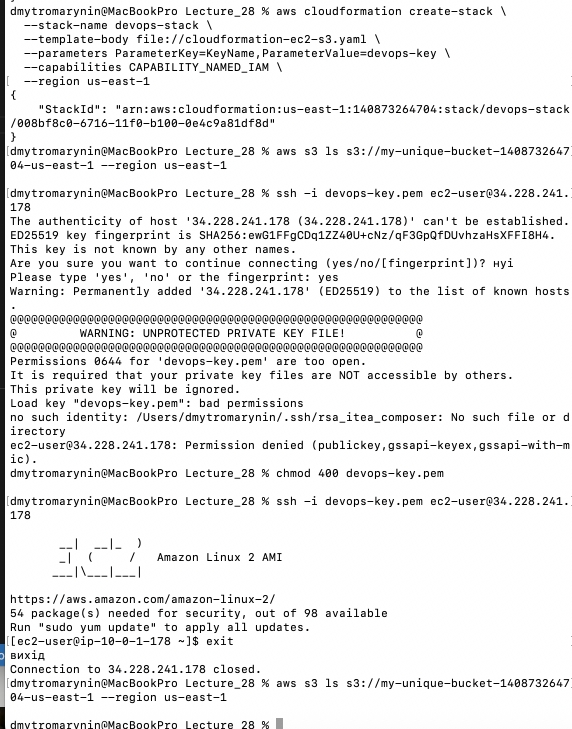 dmytromarynin@MacBookPro Lecture_28 % aws cloudformation create-stack \
  --stack-name devops-stack \
  --template-body file://cloudformation-ec2-s3.yaml \
  --parameters ParameterKey=KeyName,ParameterValue=devops-key \
  --capabilities CAPABILITY_NAMED_IAM \
[  --region us-east-1
{
    "StackId": "arn:aws:cloudformation:us-east-1:140873264704:stack/devops-stack
/008bf8c0-6716-11f0-b100-0e4c9a81df8d"
}
[dmytromarynin@MacBookPro Lecture_28 % aws s3 ls s3://my-unique-bucket-1408732647]
04-us-east-1 --region us-east-1

[dmytromarynin@MacBookPro Lecture_28 % ssh -i devops-key.pem ec2-user@34.228.241.]
178
The authenticity of host '34.228.241.178 (34.228.241.178)' can't be established.
ED25519 key fingerprint is SHA256:ewG1FFgCDq1ZZ40U+cNz/qF3GpQfDUvhzaHsXFFI8H4.
This key is not known by any other names.
Are you sure you want to continue connecting (yes/no/[fingerprint])? нуі
Please type 'yes', 'no' or the fingerprint: yes
Warning: Permanently added '34.228.241.178' (ED25519) to the list of known hosts
.
@@@@@@@@@@@@@@@@@@@@@@@@@@@@@@@@@@@@@@@@@@@@@@@@@@@@@@@@@@@
@         WARNING: UNPROTECTED PRIVATE KEY FILE!          @
@@@@@@@@@@@@@@@@@@@@@@@@@@@@@@@@@@@@@@@@@@@@@@@@@@@@@@@@@@@
Permissions 0644 for 'devops-key.pem' are too open.
It is required that your private key files are NOT accessible by others.
This private key will be ignored.
Load key "devops-key.pem": bad permissions
no such identity: /Users/dmytromarynin/.ssh/rsa_itea_composer: No such file or d
irectory
ec2-user@34.228.241.178: Permission denied (publickey,gssapi-keyex,gssapi-with-m
ic).
dmytromarynin@MacBookPro Lecture_28 % chmod 400 devops-key.pem

[dmytromarynin@MacBookPro Lecture_28 % ssh -i devops-key.pem ec2-user@34.228.241.]
178

       __|  __|_  )
       _|  (     /   Amazon Linux 2 AMI
      ___|\___|___|

https://aws.amazon.com/amazon-linux-2/
54 package(s) needed for security, out of 98 available
Run "sudo yum update" to apply all updates.
[[ec2-user@ip-10-0-1-178 ~]$ exit
вихід
Connection to 34.228.241.178 closed.
[dmytromarynin@MacBookPro Lecture_28 % aws s3 ls s3://my-unique-bucket-1408732647]
04-us-east-1 --region us-east-1

dmytromarynin@MacBookPro Lecture_28 %